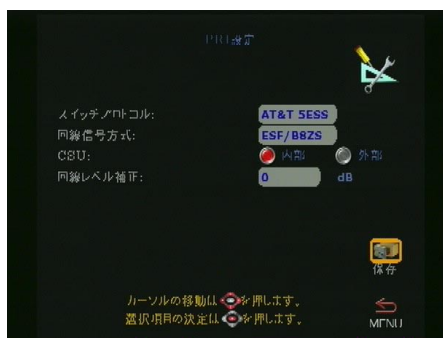 PRI設定
スイッチプロトコル: AT&T 5ESS
回線信号方式: ESF/B8ZS
CSU: 内部 外部
回線レベル補正: 0 dB
保存
カーソルの移動は を押します。
選択項目の決定は を押します。
MENU